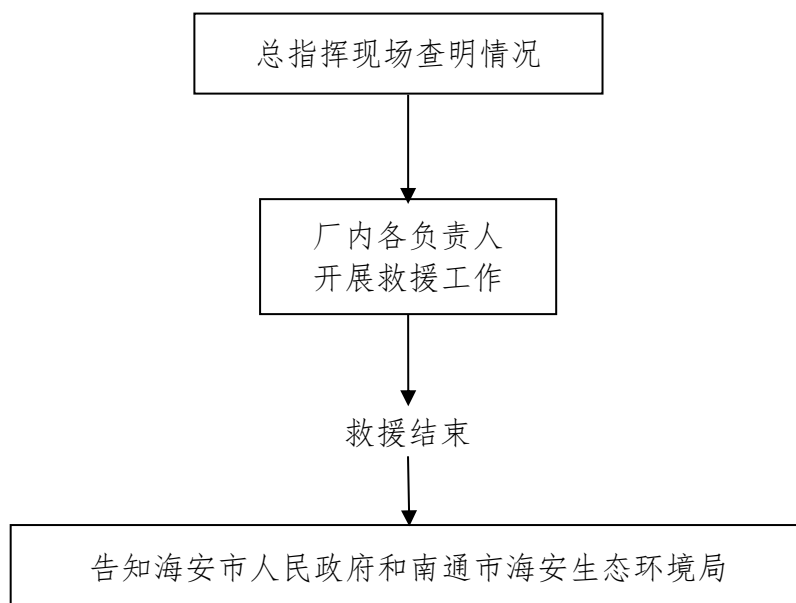 总指挥现场查明情况
厂内各负责人
开展救援工作
救援结束
告知海安市人民政府和南通市海安生态环境局